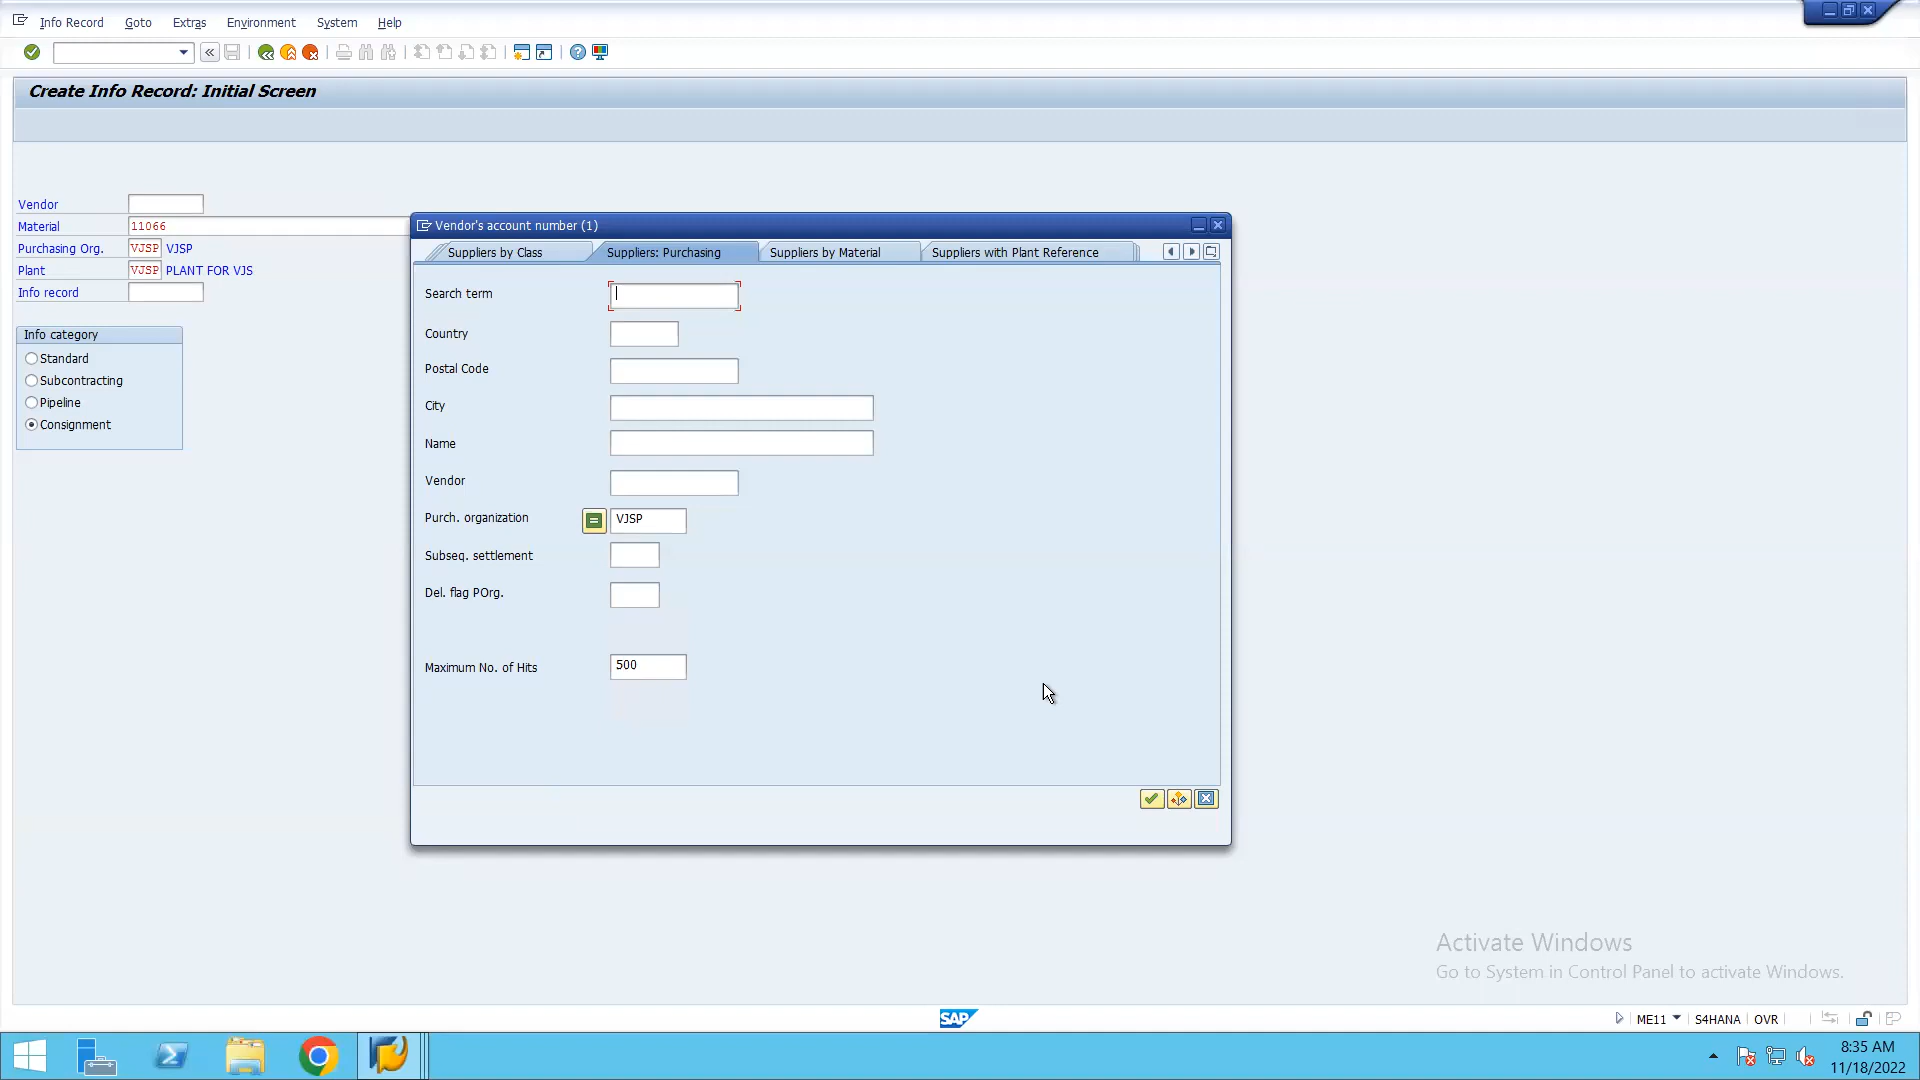 Info Record Goto Extras Environment System Help
Create Info Record: Initial Screen
Vendor
Material 11066
Purchasing Org. VJSP VJSP
Plant VJSP PLANT FOR VJS
Info record
Info category
Standard
Subcontracting
Pipeline
Consignment
Vendor's account number (1)
Suppliers by Class Suppliers: Purchasing Suppliers by Material Suppliers with Plant Reference
Search term
Country
Postal Code
City
Name
Vendor
Purch. organization VJSP
Subseq. settlement
Del. flag POrg.
Maximum No. of Hits 500
Activate Windows
Go to System in Control Panel to activate Windows.
SAP ME11 S4HANA OVR
8:35 AM
11/18/2022